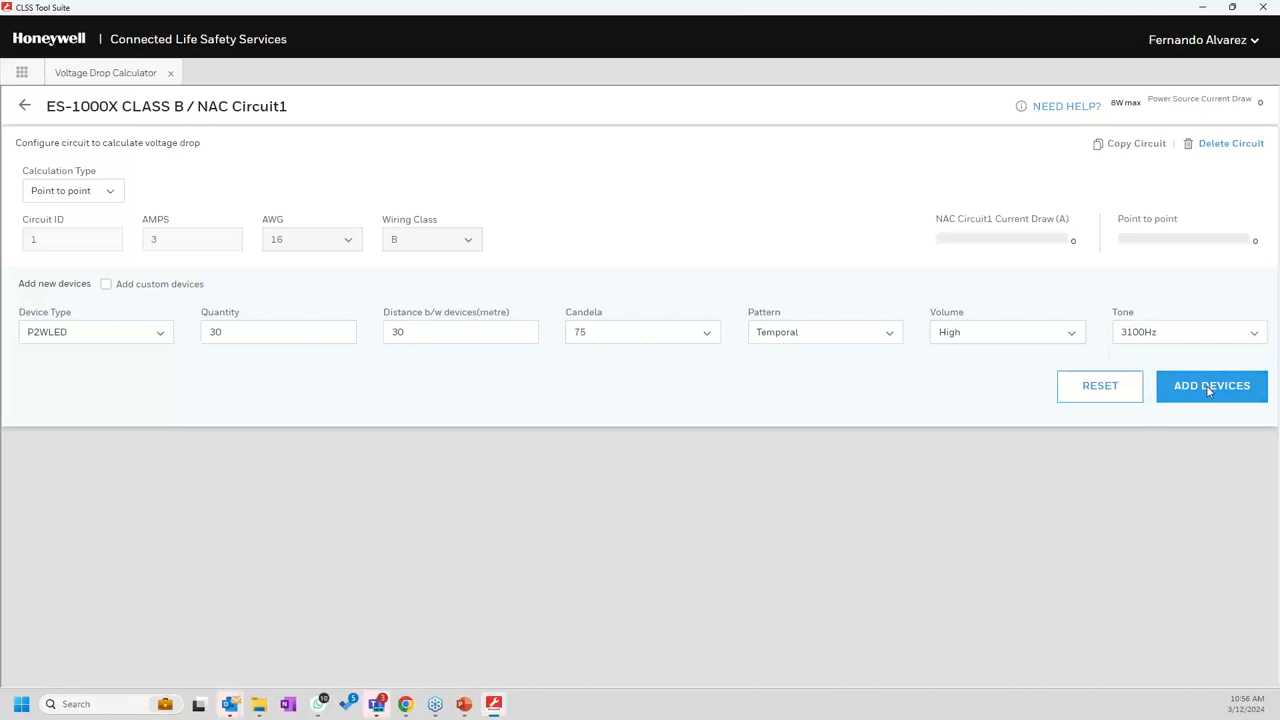 CLSS Tool Suite
Honeywell | Connected Life Safety Services
Fernando Alvarez
Voltage Drop Calculator
ES-1000X CLASS B / NAC Circuit1
NEED HELP?
8W max
Power Source Current Draw
0
Configure circuit to calculate voltage drop
Copy Circuit
Delete Circuit
Calculation Type
Point to point
Circuit ID
AMPS
AWG
Wiring Class
NAC Circuit1 Current Draw (A)
Point to point
1
3
16
B
0
0
Add new devices
Add custom devices
Device Type
Quantity
Distance b/w devices(metre)
Candela
Pattern
Volume
Tone
P2WLED
30
30
75
Temporal
High
3100Hz
RESET
ADD DEVICES
Search
10
5
3
10:56 AM
3/12/2024